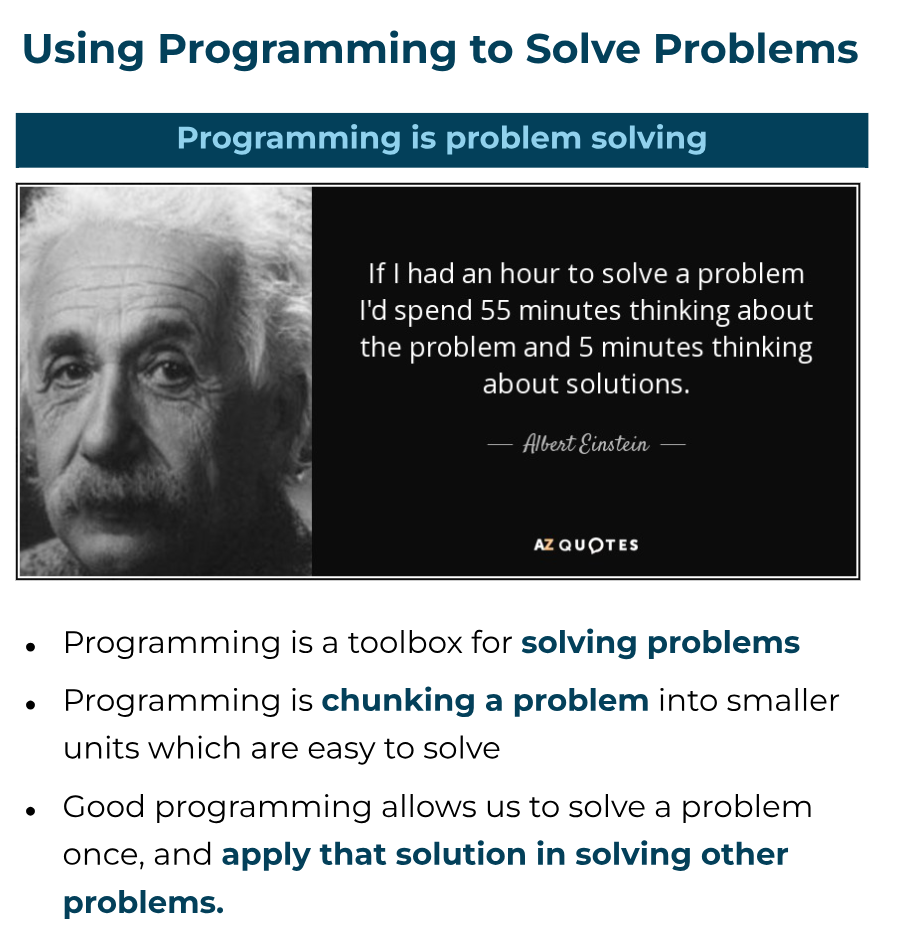 Using Programming to Solve Problems
Programming is problem solving
If I had an hour to solve a problem
I'd spend 55 minutes thinking about
the problem and 5 minutes thinking
about solutions.
— Albert Einstein —
AZ QUOTES
• Programming is a toolbox for solving problems
• Programming is chunking a problem into smaller
units which are easy to solve
• Good programming allows us to solve a problem
once, and apply that solution in solving other
problems.